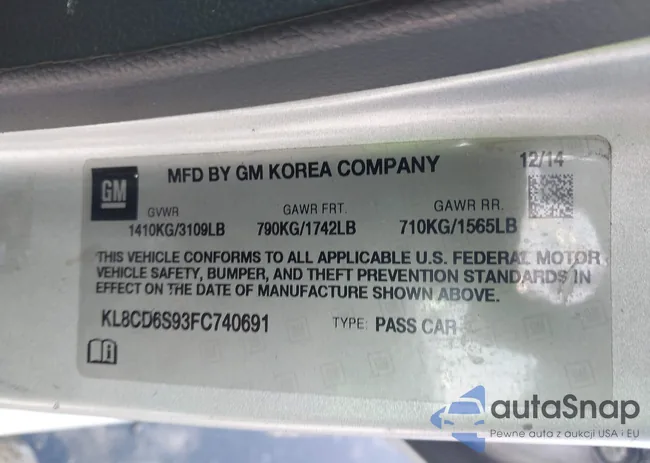 GM
MFD BY GM KOREA COMPANY
12/14
GVWR
GAWR FRT.
GAWR RR.
1410KG/3109LB
790KG/1742LB
710KG/1565LB
THIS VEHICLE CONFORMS TO ALL APPLICABLE U.S. FEDERAL MOTOR
VEHICLE SAFETY, BUMPER, AND THEFT PREVENTION STANDARDS IN
EFFECT ON THE DATE OF MANUFACTURE SHOWN ABOVE.
KL8CD6S93FC740691
TYPE: PASS CAR
autaSnap
Pewne auta z aukcji USA i EU